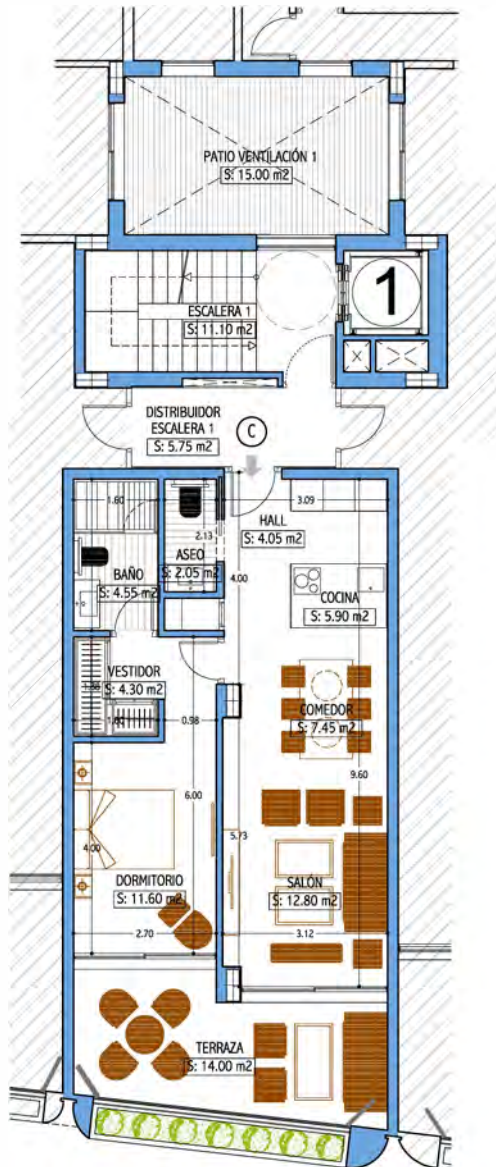 PATIO VENTILACIÓN 1
S: 15.00 m2
1
ESCALERA 1
S: 11.10 m2
DISTRIBUIDOR
ESCALERA 1
S: 5.75 m2
C
1.60
3.09
HALL
S: 4.05 m2
2.13
ASEO
S: 2.05 m2
BAÑO
S: 4.55 m2
4.00
COCINA
S: 5.90 m2
VESTIDOR
S: 4.30 m2
1.80
0.98
COMEDOR
S: 7.45 m2
9.60
6.00
4.00
5.73
DORMITORIO
S: 11.60 m2
SALÓN
S: 12.80 m2
2.70
3.12
TERRAZA
S: 14.00 m2